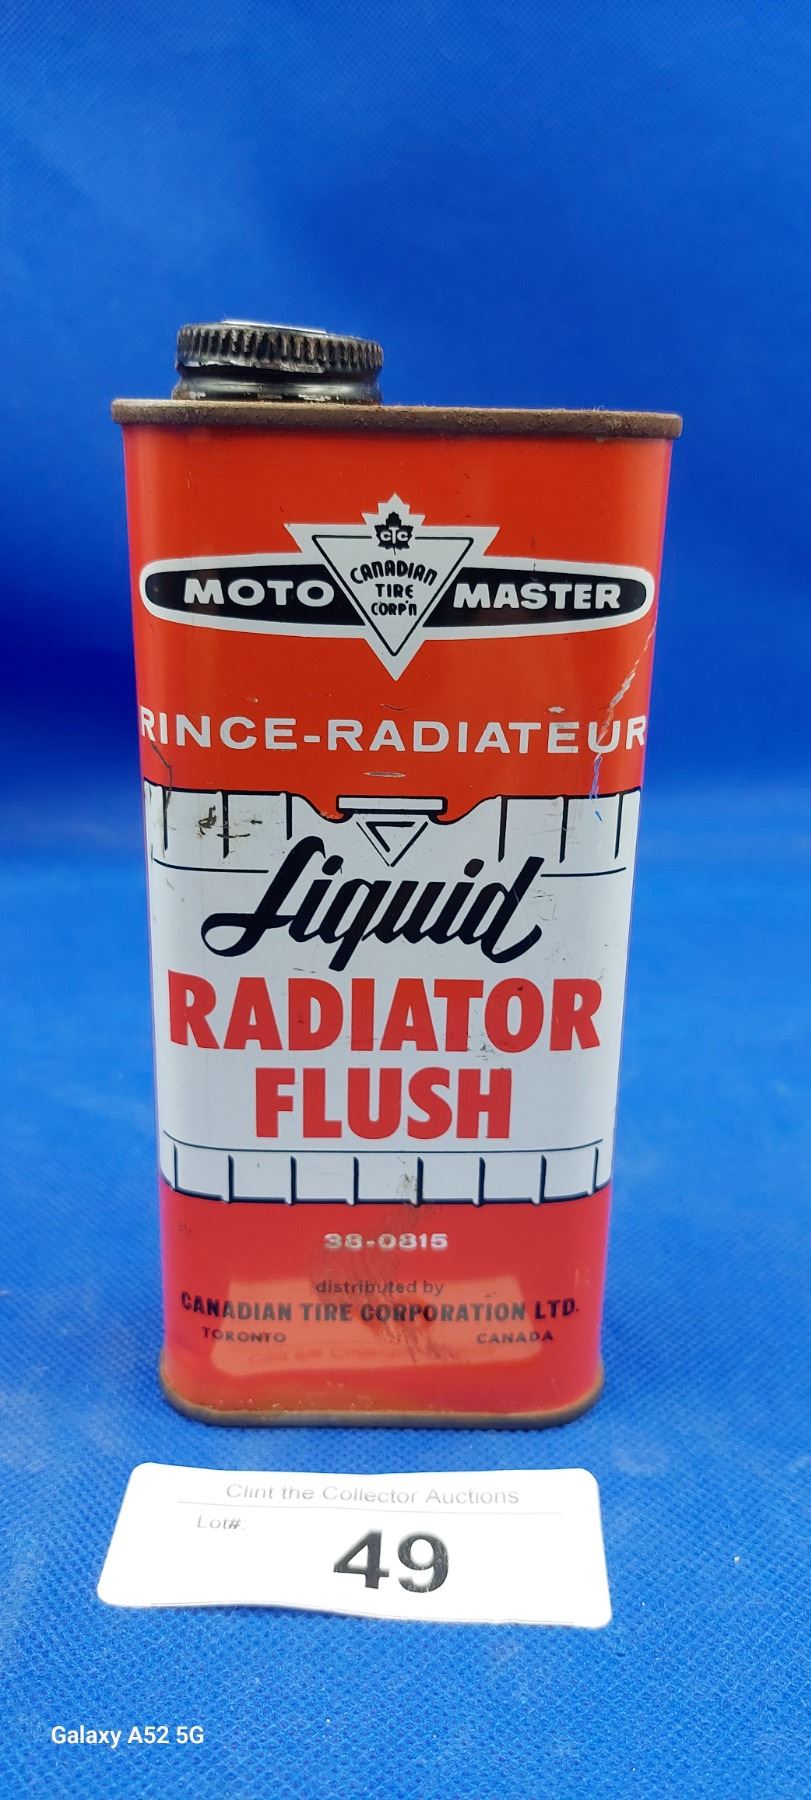 CTC
CANADIAN
TIRE
CORP'N
MOTO MASTER
RINCE-RADIATEUR
Liquid
RADIATOR
FLUSH
38-0815
distributed by
CANADIAN TIRE CORPORATION LTD.
TORONTO CANADA
Clint the Collector Auctions
Lot#:
49
Galaxy A52 5G